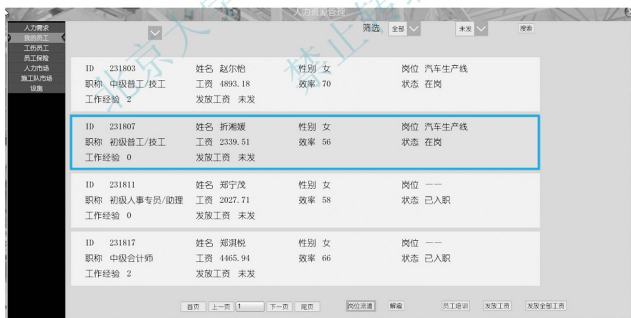 人力资源管理
人力需求
我的员工
工伤员工
员工保险
人力市场
施工队市场
设施
筛选 全部 未发 搜索
ID 231803 姓名 赵尔怡 性别 女 岗位 汽车生产线
职称 中级普工/技工 工资 4893.18 效率 70 状态 在岗
工作经验 2 发放工资 未发
ID 231807 姓名 折湘媛 性别 女 岗位 汽车生产线
职称 初级普工/技工 工资 2339.51 效率 56 状态 在岗
工作经验 0 发放工资 未发
ID 231811 姓名 郑宁茂 性别 女 岗位 ——
职称 初级人事专员/助理 工资 2027.71 效率 58 状态 已入职
工作经验 0 发放工资 未发
ID 231817 姓名 郑淇悦 性别 女 岗位 ——
职称 中级会计师 工资 4465.94 效率 66 状态 已入职
工作经验 2 发放工资 未发
首页 上一页 1 下一页 尾页 岗位派遣 解雇 员工培训 发放工资 发放全部工资